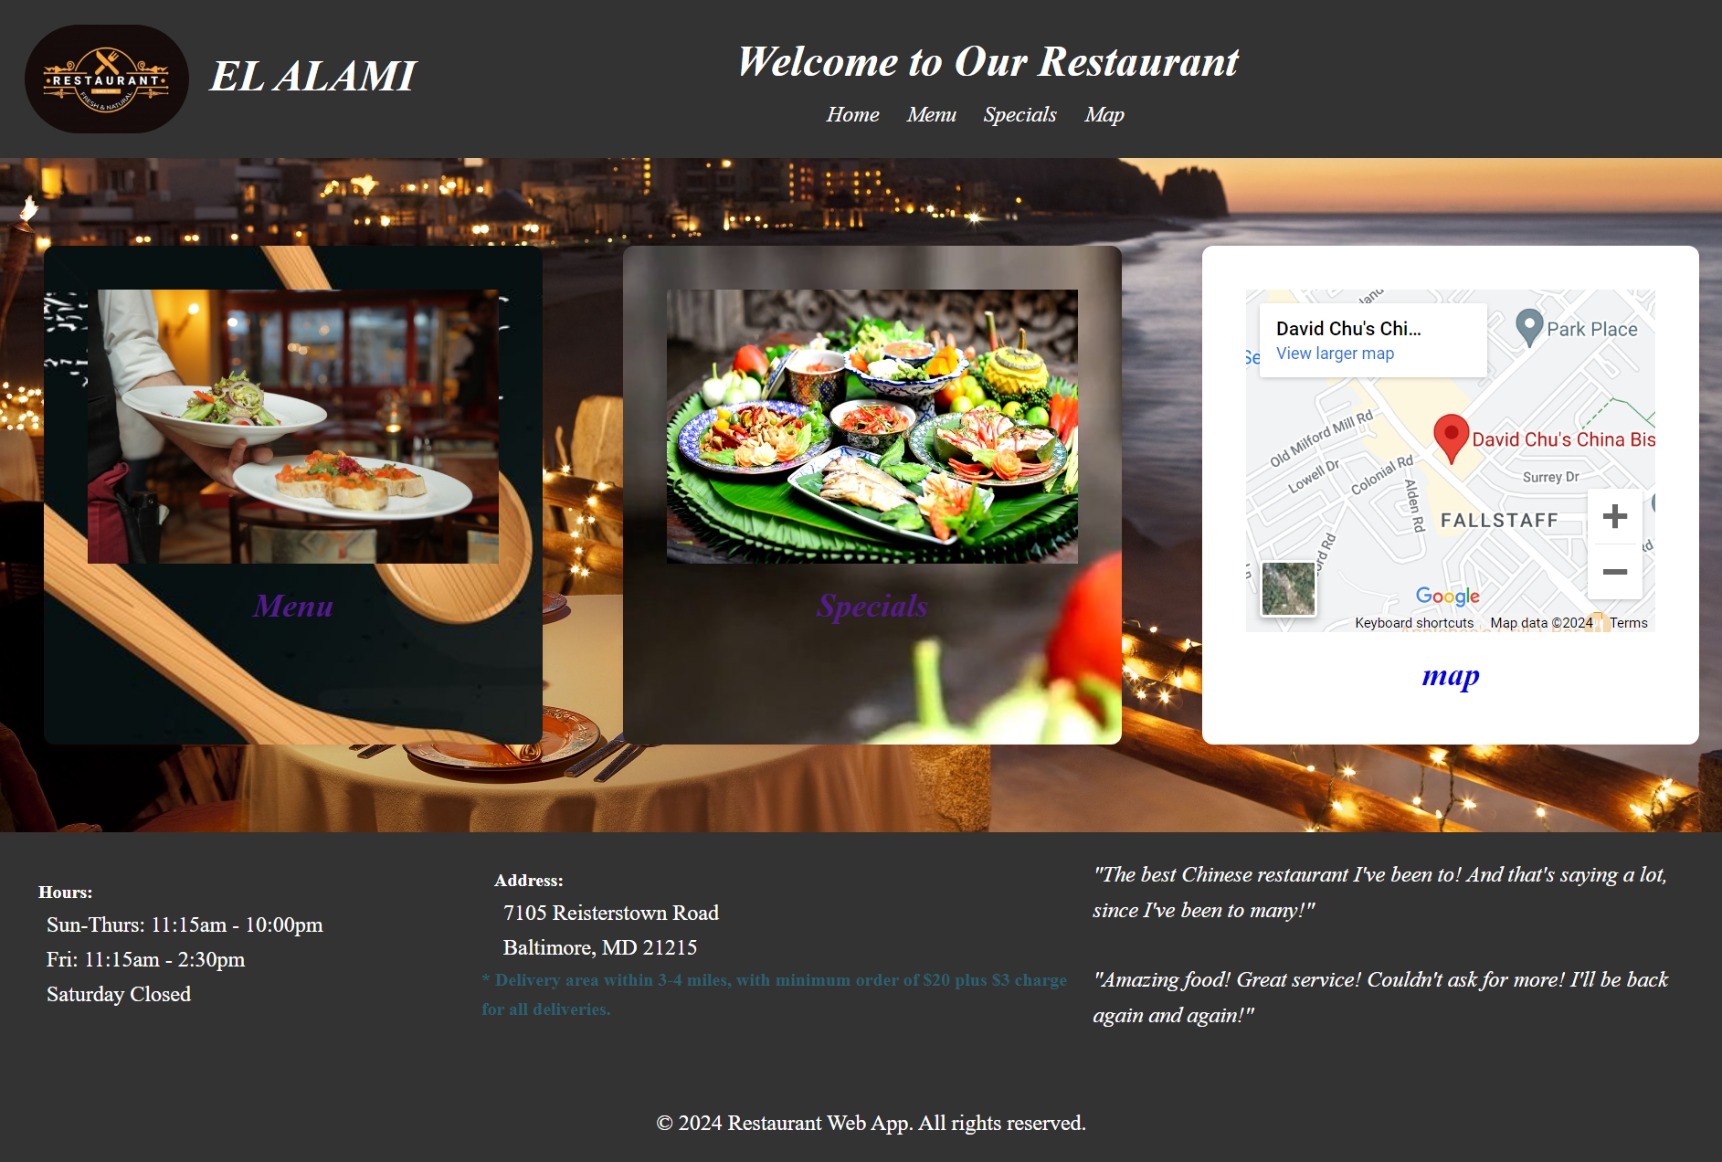 RESTAURANT
FRESH & NATURAL
EL ALAMI
Welcome to Our Restaurant
Home Menu Specials Map
Menu
Specials
David Chu's Chi...
View larger map
Park Place
Se
land
Old Milford Mill Rd
David Chu's China Bis
Lowell Dr
Colonial Rd
Surrey Dr
Alden Rd
FALLSTAFF
ord Rd
Google
Keyboard shortcuts
Map data ©2024
Terms
map
Hours:
Sun-Thurs: 11:15am - 10:00pm
Fri: 11:15am - 2:30pm
Saturday Closed
Address:
7105 Reisterstown Road
Baltimore, MD 21215
* Delivery area within 3-4 miles, with minimum order of $20 plus $3 charge
for all deliveries.
"The best Chinese restaurant I've been to! And that's saying a lot,
since I've been to many!"
"Amazing food! Great service! Couldn't ask for more! I'll be back
again and again!"
© 2024 Restaurant Web App. All rights reserved.